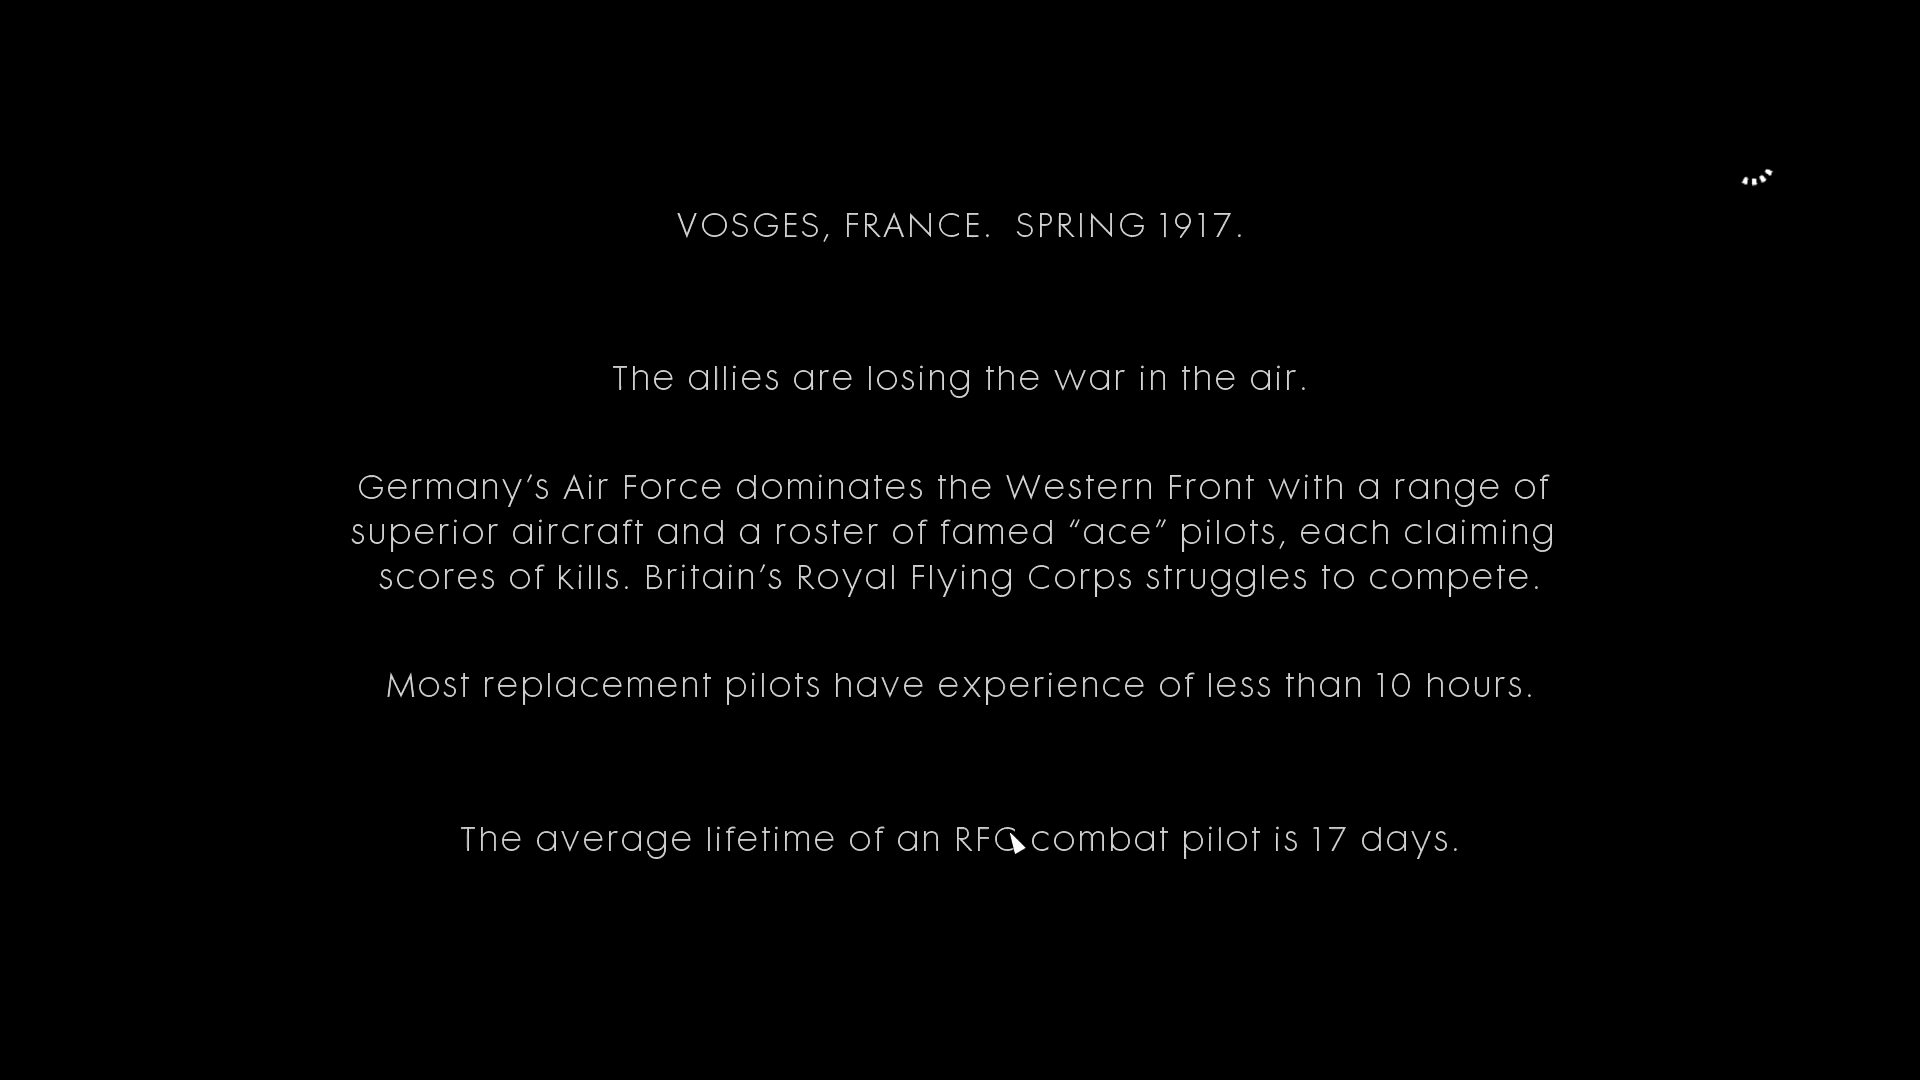 VOSGES, FRANCE.  SPRING 1917.
The allies are losing the war in the air.
Germany’s Air Force dominates the Western Front with a range of
superior aircraft and a roster of famed “ace” pilots, each claiming
scores of kills. Britain’s Royal Flying Corps struggles to compete.
Most replacement pilots have experience of less than 10 hours.
The average lifetime of an RFC combat pilot is 17 days.